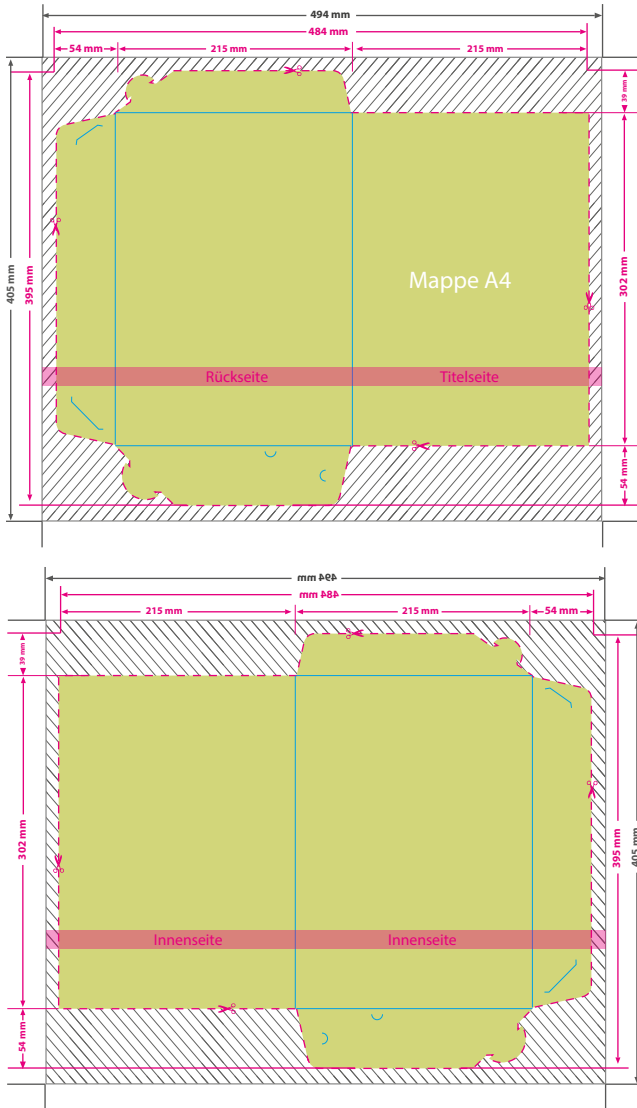 494 mm
484 mm
54 mm 215 mm 215 mm
39 mm
405 mm
395 mm
302 mm
Mappe A4
Rückseite Titelseite
54 mm
494 mm
484 mm
215 mm 215 mm 54 mm
39 mm
302 mm
395 mm
405 mm
Innenseite Innenseite
54 mm